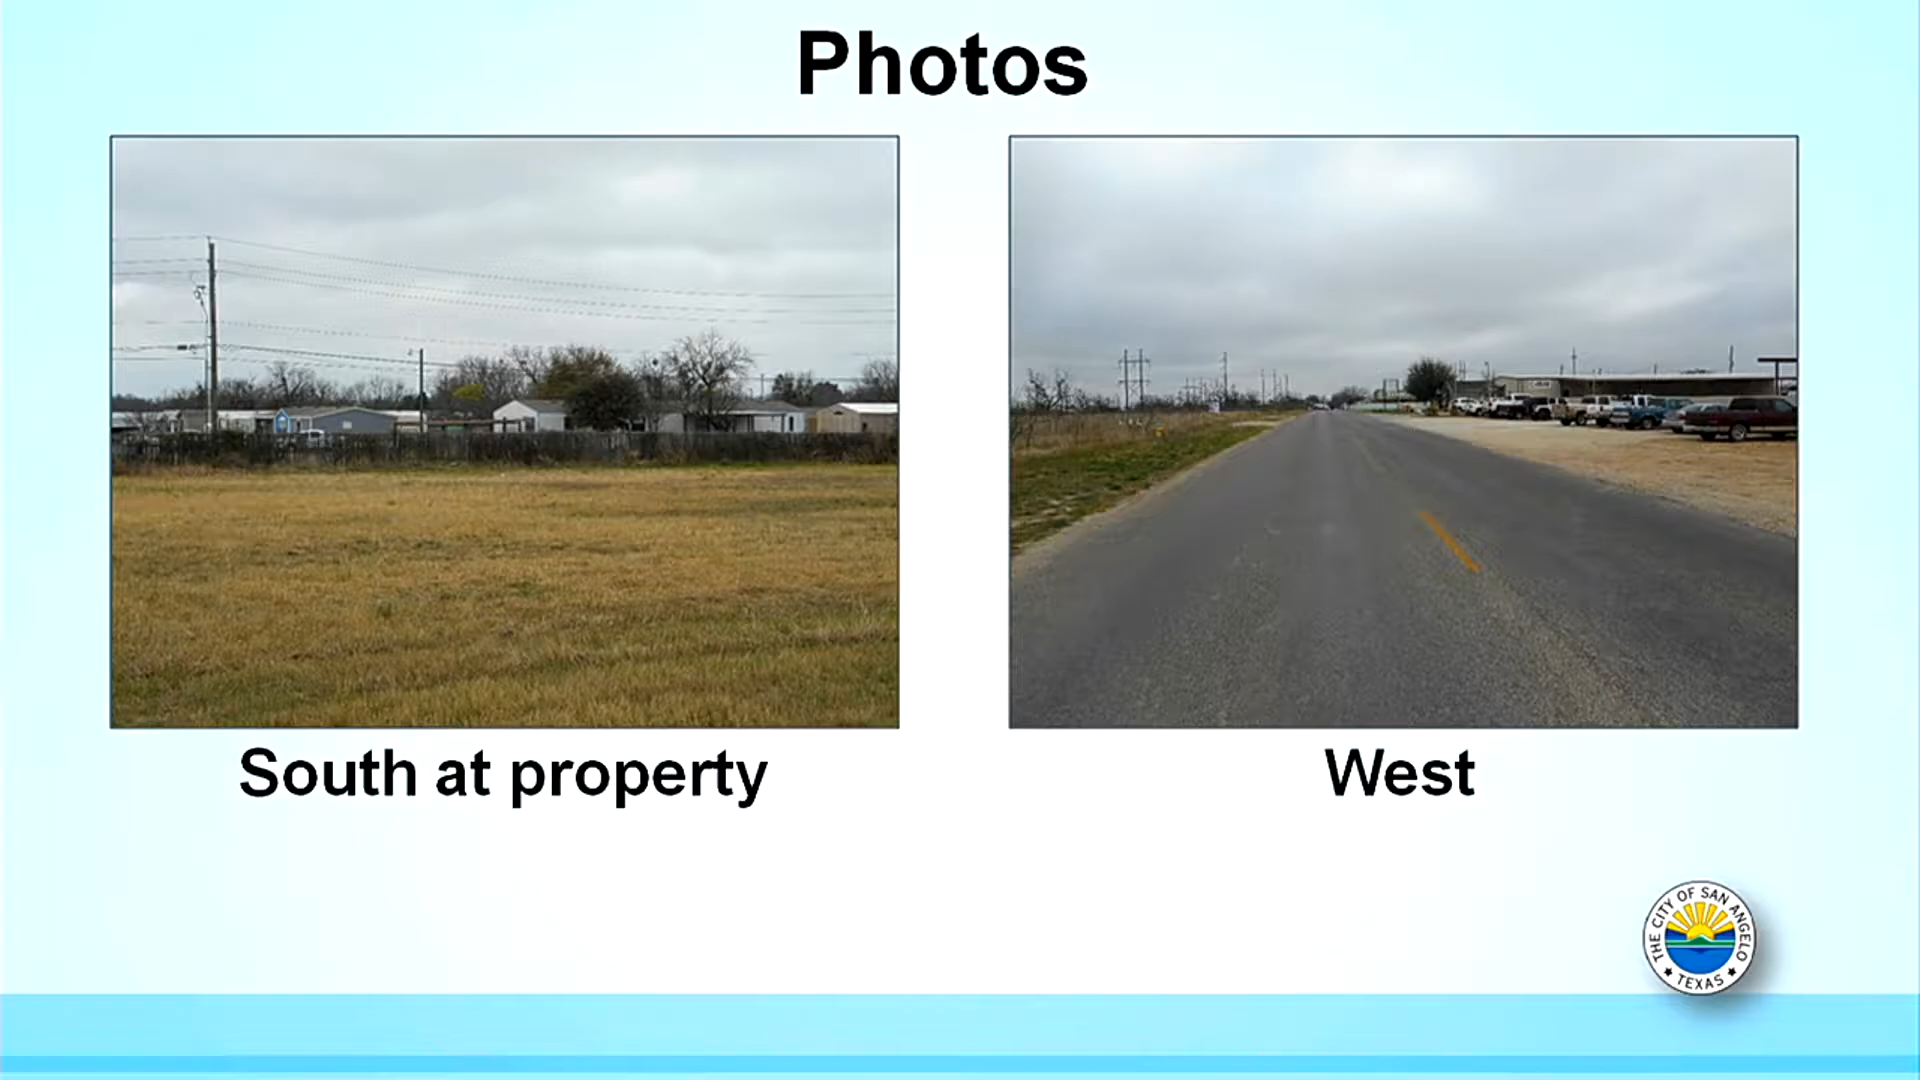 Photos
South at property
West
THE CITY OF SAN ANGELO
TEXAS